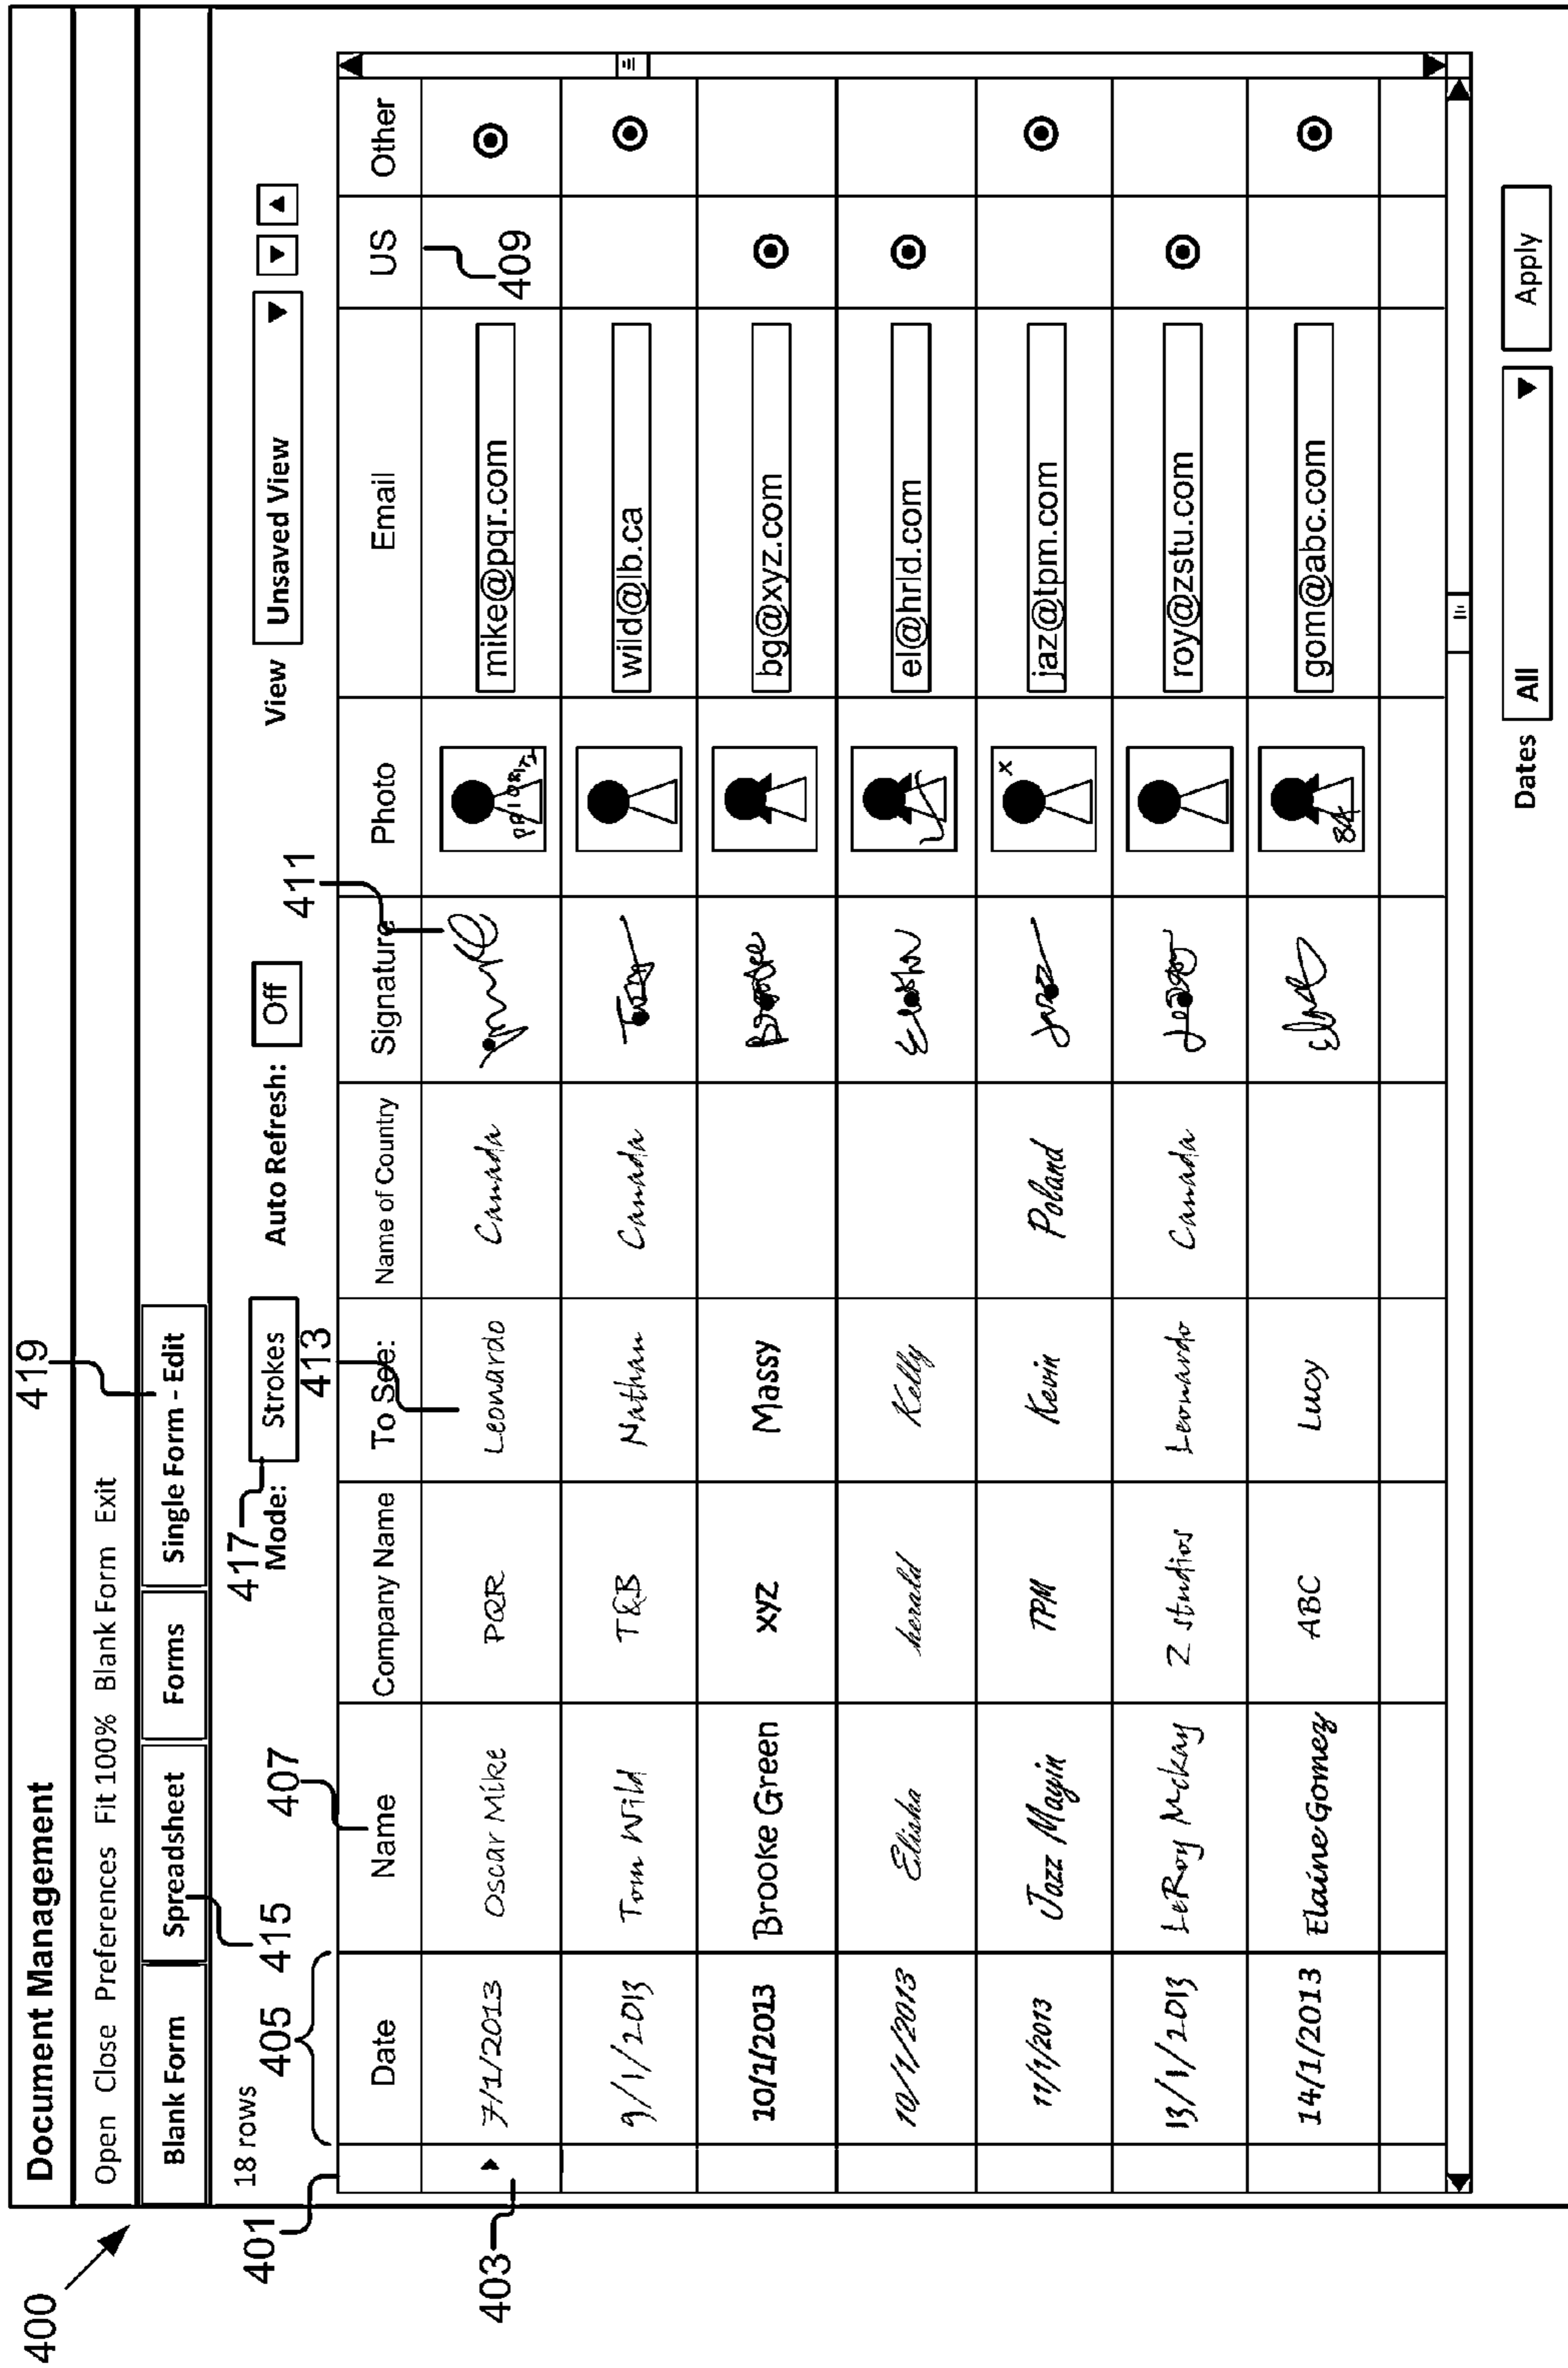 400
419
Document Management
Open Close Preferences Fit 100% Blank Form Exit
Blank Form Spreadsheet Forms Single Form - Edit
415 407 417 413 411
18 rows Mode: Strokes Auto Refresh: Off View Unsaved View
401 405
Date Name Company Name To See: Name of Country Signature Photo Email US Other
403 409
7/1/2013 Oscar Mike PQR Leonardo Canada PRIORITY mike@pqr.com
9/1/2013 Tom Wild T&B Nathan Canada Tom wild@lb.ca
10/1/2013 Brooke Green xyz Massy bg@xyz.com
10/1/2013 Elisha herald Kelly el@hrld.com
11/1/2013 Jazz Mayin TPM Kevin Poland Jazz x jaz@tpm.com
13/1/2013 LeRoy Mckay Z studios Leonardo Canada roy@zstu.com
14/1/2013 Elaine Gomez ABC Lucy gom@abc.com
Dates All Apply